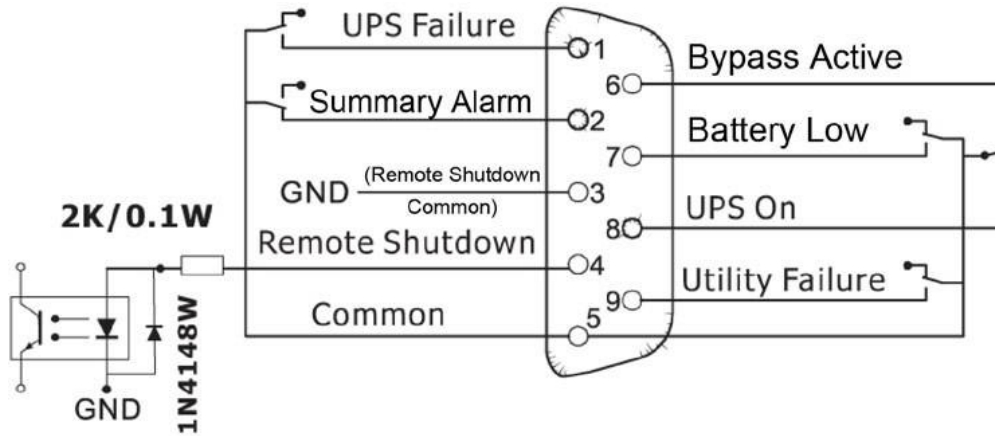 UPS Failure
1
Bypass Active
6
Summary Alarm
2
Battery Low
7
GND
(Remote Shutdown
Common)
3
UPS On
8
2K/0.1W
Remote Shutdown
4
Utility Failure
9
Common
5
1N4148W
GND